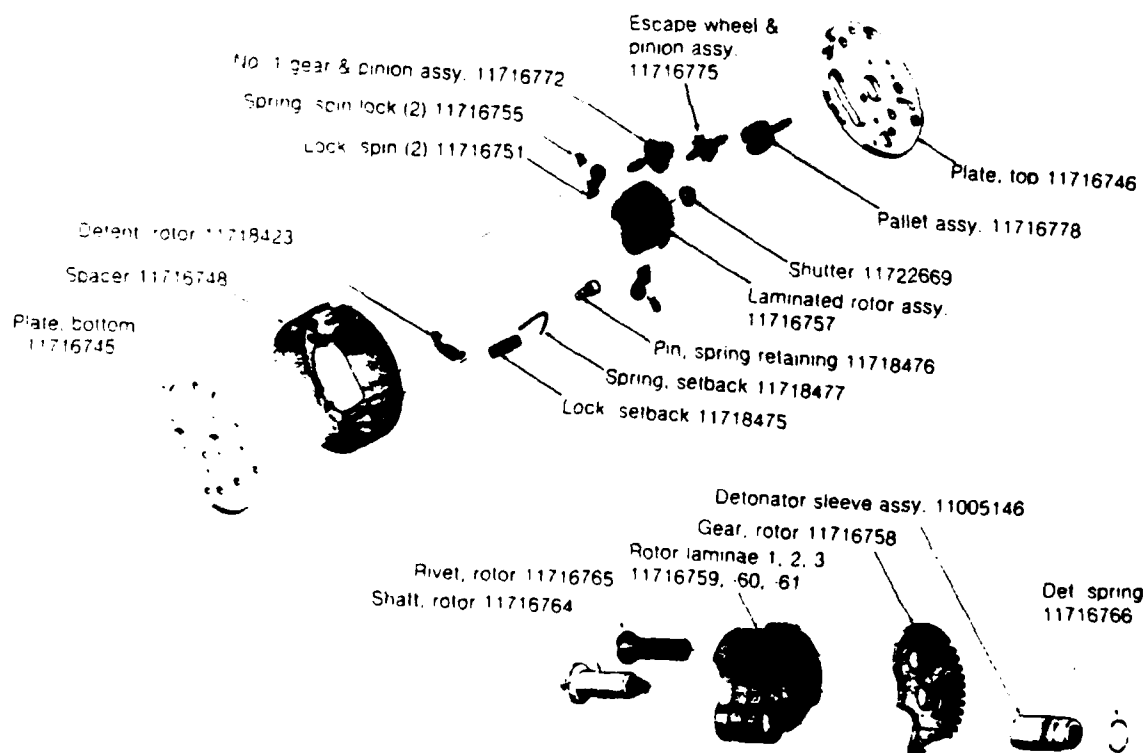 Escape wheel &
pinion assy.
11716775
No. 1 gear & pinion assy. 11716772
Spring, spin lock (2) 11716755
Lock, spin (2) 11716751
Plate, top 11716746
Pallet assy. 11716778
Shutter 11722669
Laminated rotor assy.
11716757
Detent, rotor 11718423
Spacer 11716748
Plate, bottom
11716745
Pin, spring retaining 11718476
Spring, setback 11718477
Lock, setback 11718475
Detonator sleeve assy. 11005146
Gear, rotor 11716758
Rotor laminae 1, 2, 3
11716759, -60, -61
Rivet, rotor 11716765
Shaft, rotor 11716764
Det. spring
11716766